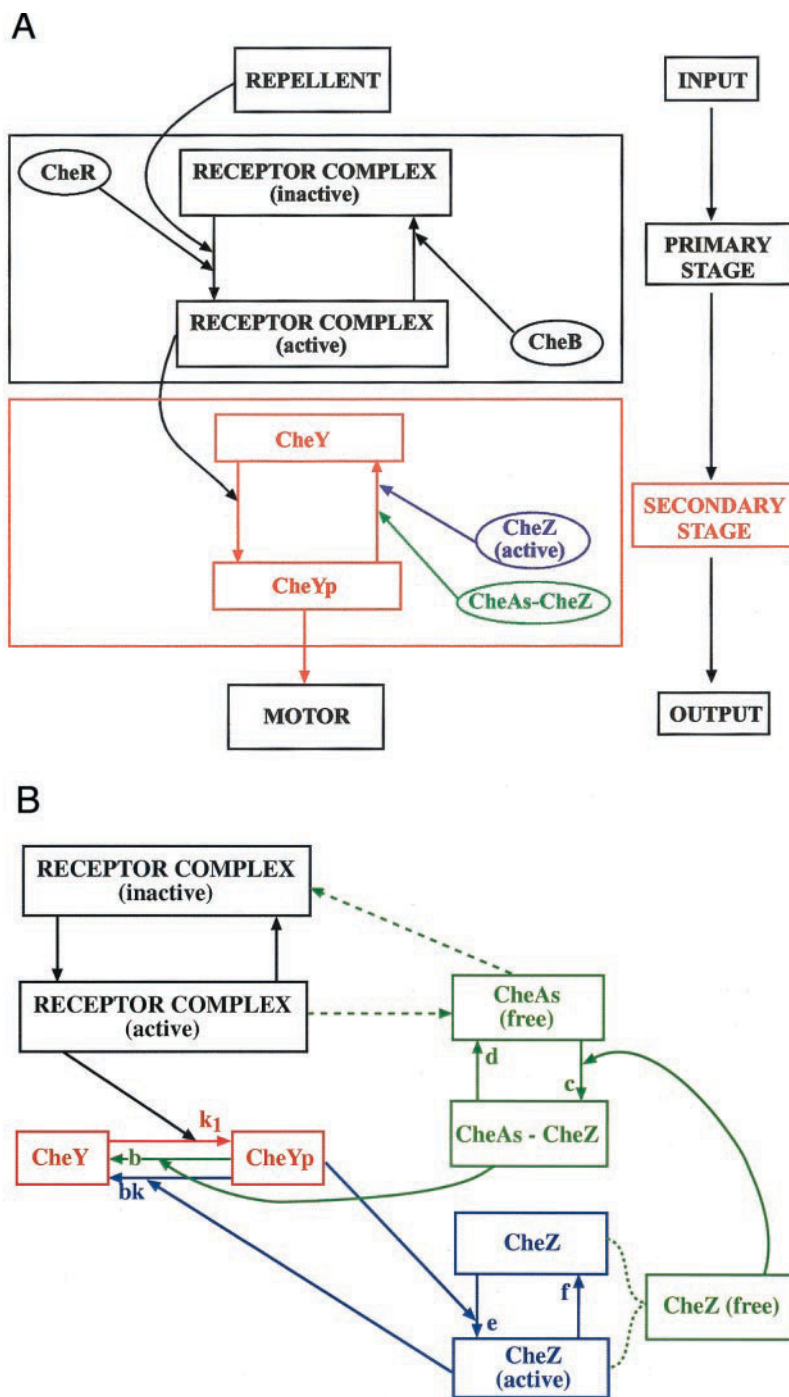 A
REPELLENT
INPUT
CheR
RECEPTOR COMPLEX
(inactive)
PRIMARY
STAGE
RECEPTOR COMPLEX
(active)
CheB
CheY
CheZ
(active)
SECONDARY
STAGE
CheYp
CheAs-CheZ
MOTOR
OUTPUT
B
RECEPTOR COMPLEX
(inactive)
RECEPTOR COMPLEX
(active)
CheAs
(free)
d
c
k1
CheY
b
CheYp
bk
CheAs - CheZ
CheZ
e
f
CheZ (free)
CheZ
(active)